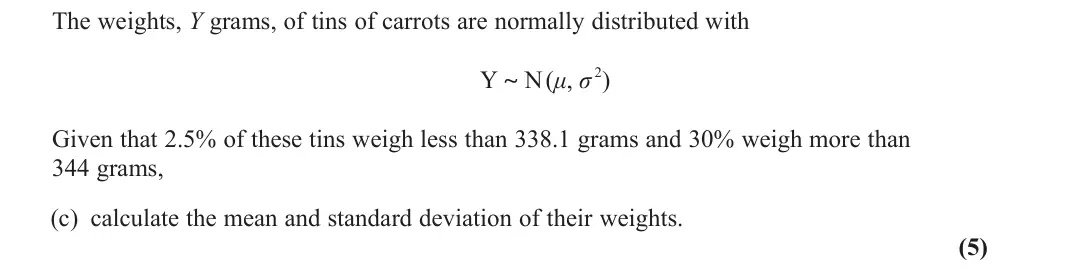 The weights, Y grams, of tins of carrots are normally distributed with
Y ~ N(μ, σ²)
Given that 2.5% of these tins weigh less than 338.1 grams and 30% weigh more than
344 grams,
(c) calculate the mean and standard deviation of their weights.
(5)